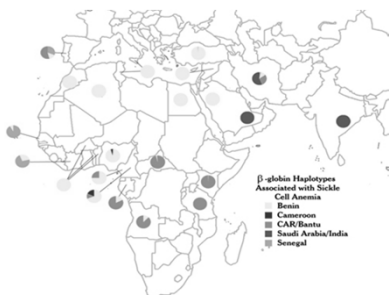 β-globin Haplotypes
Associated with Sickle
Cell Anemia
Benin
Cameroon
CAR/Bantu
Saudi Arabia/India
Senegal